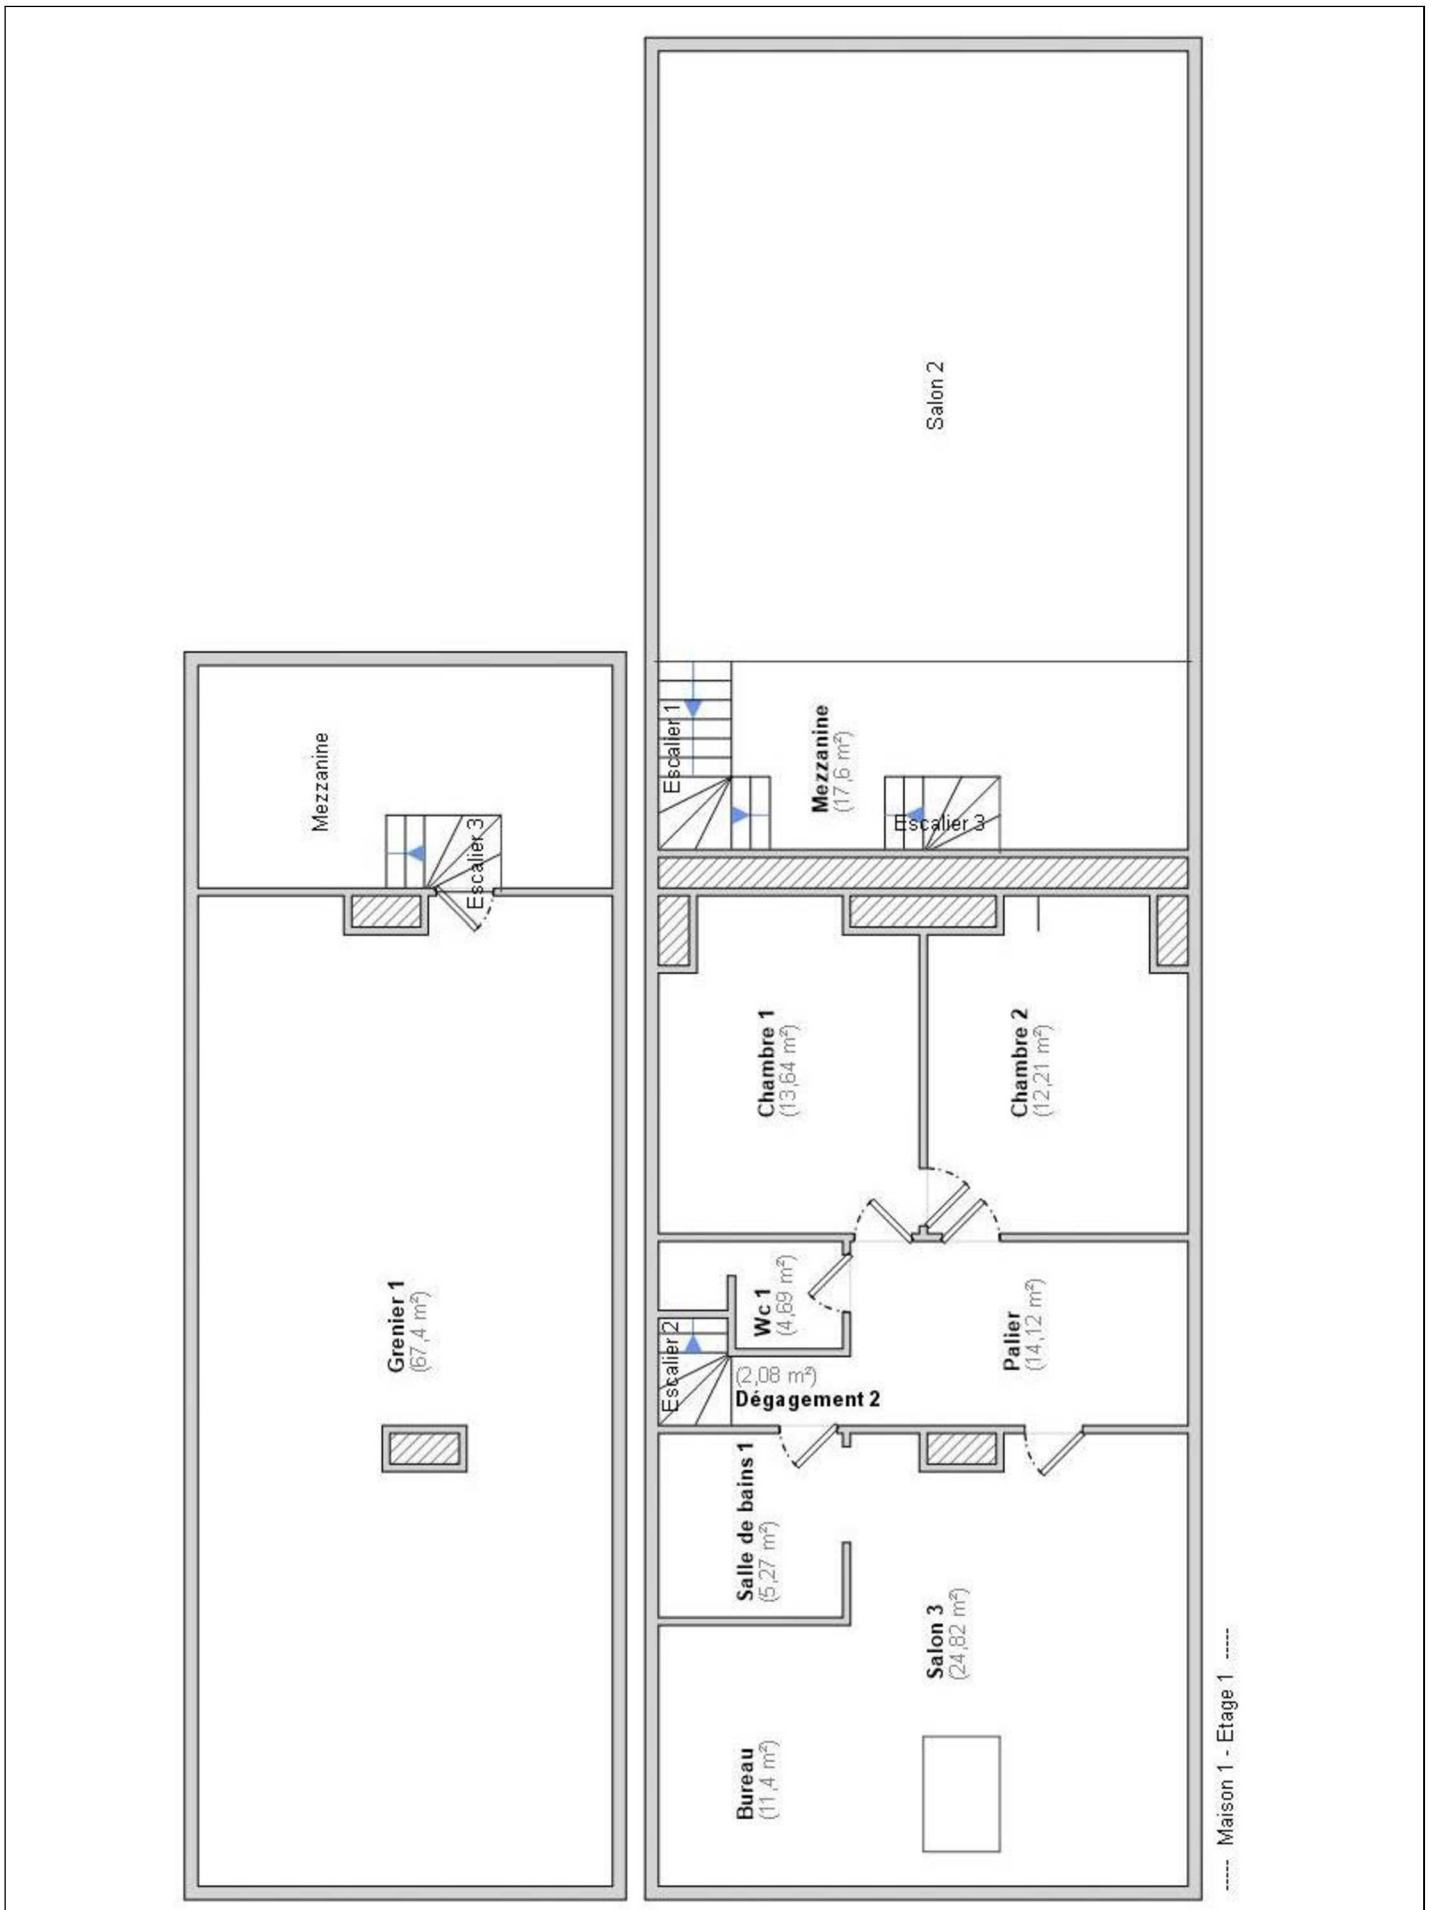 Salon 2
Escalier 1
Mezzanine
(17,6 m²)
Escalier 3
Mezzanine
Escalier 3
Chambre 1
(13,64 m²)
Chambre 2
(12,21 m²)
Grenier 1
(67,4 m²)
Wc 1
(4,69 m²)
Palier
(14,12 m²)
Escalier 2
(2,08 m²)
Dégagement 2
Salle de bains 1
(5,27 m²)
Salon 3
(24,82 m²)
Bureau
(11,4 m²)
----- Maison 1 - Etage 1 -----